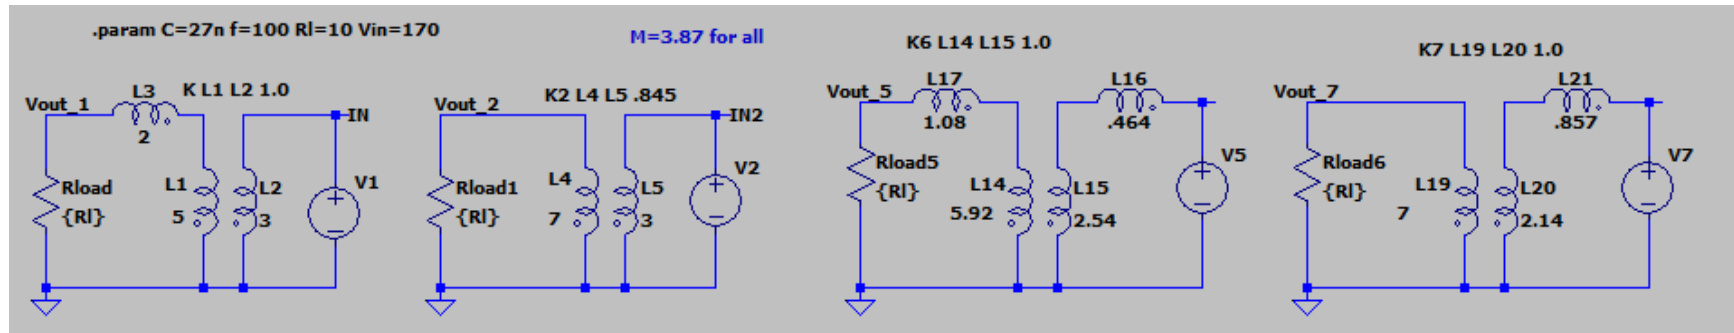 .param C=27n f=100 Rl=10 Vin=170
M=3.87 for all
K L1 L2 1.0
Vout_1
L3
2
IN
Rload
{Rl}
L1
5
L2
3
V1
K2 L4 L5 .845
Vout_2
IN2
Rload1
{Rl}
L4
7
L5
3
V2
K6 L14 L15 1.0
Vout_5
L17
1.08
L16
.464
Rload5
{Rl}
L14
5.92
L15
2.54
V5
K7 L19 L20 1.0
Vout_7
L21
.857
Rload6
{Rl}
L19
7
L20
2.14
V7